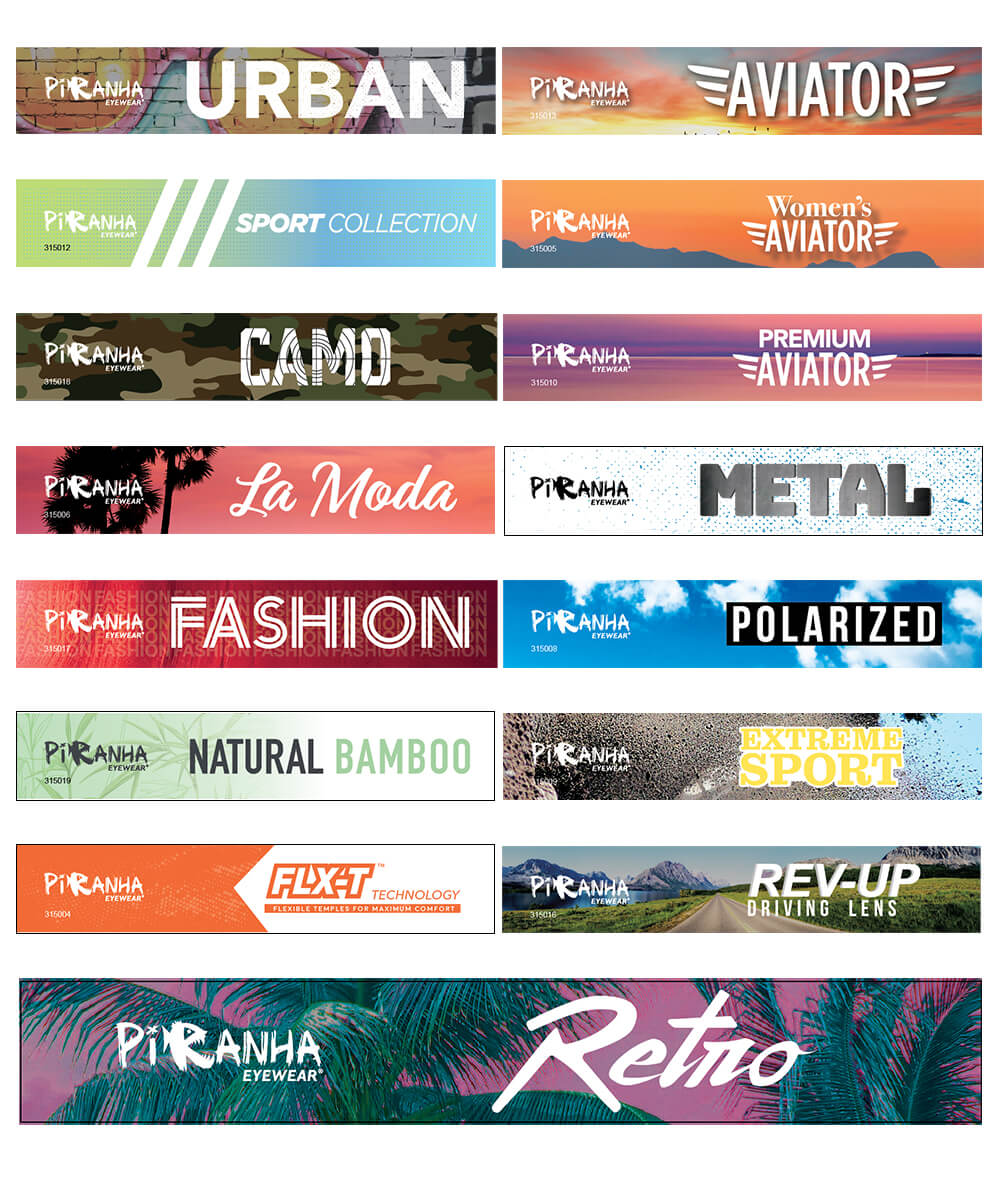 PiRANHA
EYEWEAR
URBAN
PiRANHA
EYEWEAR
315013
AVIATOR
PiRANHA
EYEWEAR
315012
SPORT COLLECTION
PiRANHA
EYEWEAR
315005
Women's
AVIATOR
PiRANHA
EYEWEAR
315018
CAMO
PiRANHA
EYEWEAR
315010
PREMIUM
AVIATOR
PiRANHA
EYEWEAR
315006
La Moda
PiRANHA
EYEWEAR
METAL
FASHION FASHION FASHION FASHION FASHION FASHION
PiRANHA
EYEWEAR
315017
FASHION
PiRANHA
EYEWEAR
315008
POLARIZED
PiRANHA
EYEWEAR
315019
NATURAL BAMBOO
PiRANHA
EYEWEAR
EXTREME
SPORT
PiRANHA
EYEWEAR
315004
FLX-T™
TECHNOLOGY
FLEXIBLE TEMPLES FOR MAXIMUM COMFORT
PiRANHA
EYEWEAR
315016
REV-UP
DRIVING LENS
PiRANHA
EYEWEAR
Retro